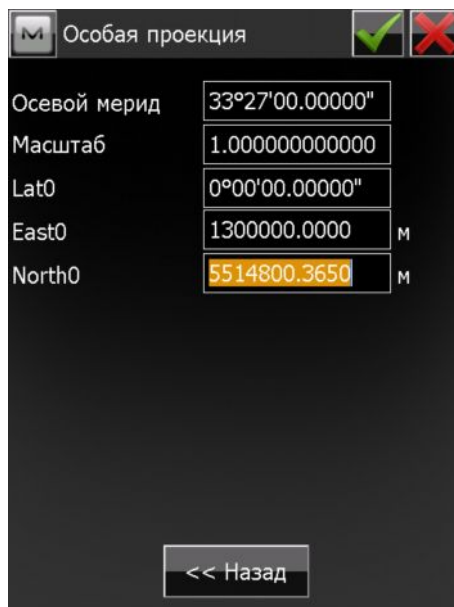 Особая проекция
Осевой мерид 33°27'00.00000"
Масштаб 1.000000000000
Lat0 0°00'00.00000"
East0 1300000.0000 м
North0 5514800.3650 м
<< Назад